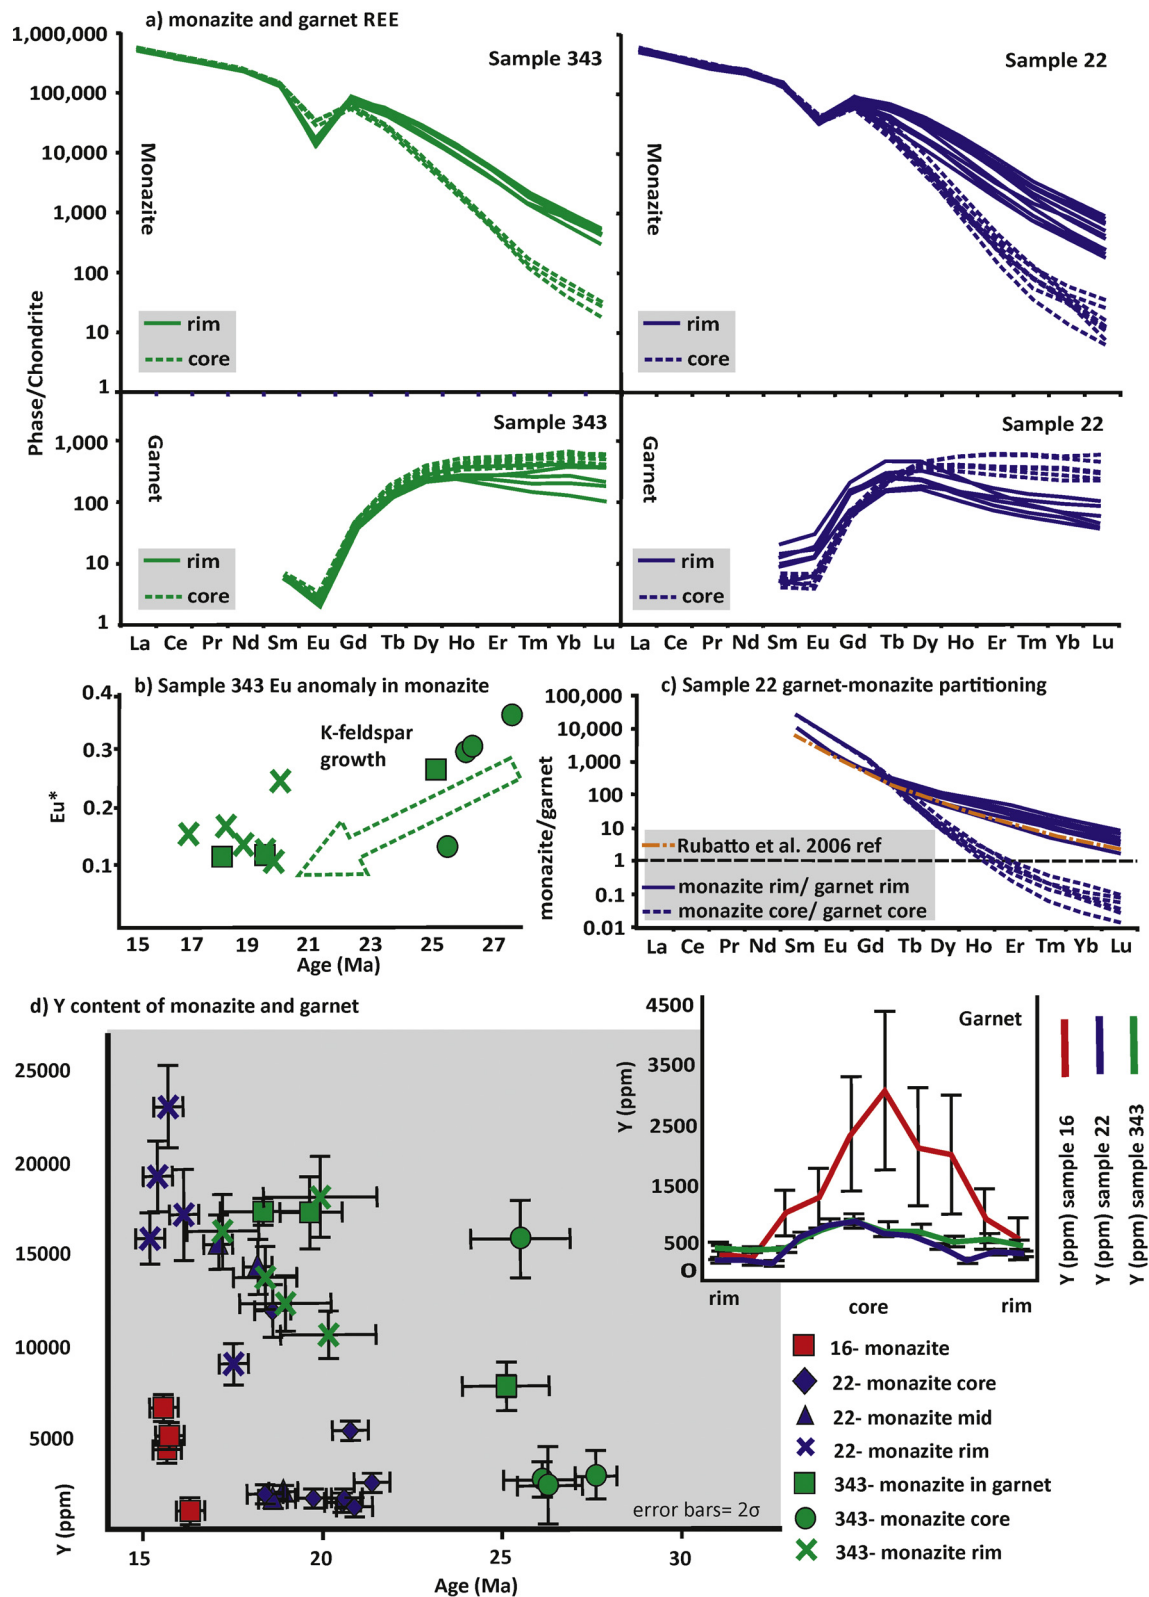 a) monazite and garnet REE
1,000,000
100,000
10,000
1,000
100
10
1
Phase/Chondrite
Monazite
Sample 343
rim
core
Monazite
Sample 22
rim
core
1,000
100
10
1
Garnet
Sample 343
rim
core
Garnet
Sample 22
rim
core
La Ce Pr Nd Sm Eu Gd Tb Dy Ho Er Tm Yb Lu
La Ce Pr Nd Sm Eu Gd Tb Dy Ho Er Tm Yb Lu
b) Sample 343 Eu anomaly in monazite
0.4
0.3
0.2
0.1
Eu*
K-feldspar
growth
15 17 19 21 23 25 27
Age (Ma)
c) Sample 22 garnet-monazite partitioning
100,000
10,000
1,000
100
10
1
0.1
0.01
monazite/garnet
Rubatto et al. 2006 ref
monazite rim/ garnet rim
monazite core/ garnet core
La Ce Pr Nd Sm Eu Gd Tb Dy Ho Er Tm Yb Lu
d) Y content of monazite and garnet
25000
20000
15000
10000
5000
Y (ppm)
error bars= 2σ
15 20 25 30
Age (Ma)
4500
3500
2500
1500
500
0
Y (ppm)
Garnet
rim core rim
Y (ppm) sample 16
Y (ppm) sample 22
Y (ppm) sample 343
16- monazite
22- monazite core
22- monazite mid
22- monazite rim
343- monazite in garnet
343- monazite core
343- monazite rim